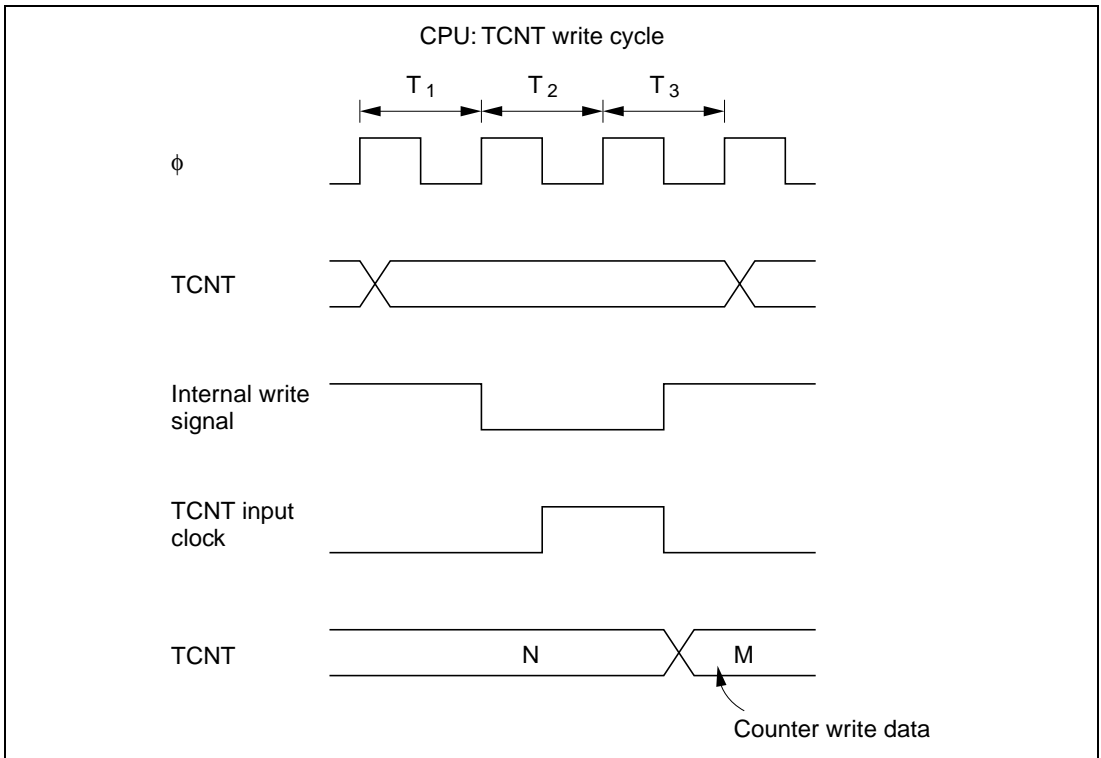 CPU: TCNT write cycle
T1 T2 T3
ϕ
TCNT
Internal write
signal
TCNT input
clock
TCNT
N M
Counter write data